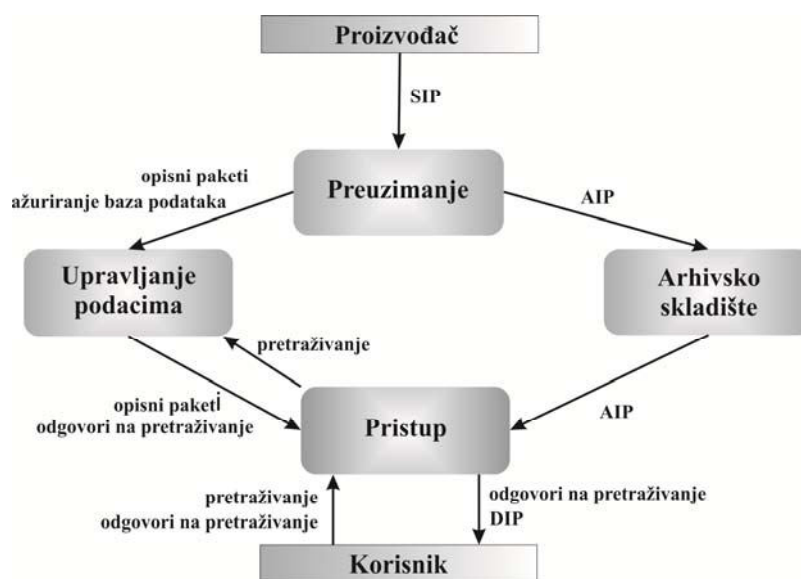 Proizvođač
SIP
opisni paketi
ažuriranje baza podataka
Preuzimanje
AIP
Upravljanje
podacima
Arhivsko
skladište
pretraživanje
opisni paketi
odgovori na pretraživanje
Pristup
AIP
pretraživanje
odgovori na pretraživanje
odgovori na pretraživanje
DIP
Korisnik